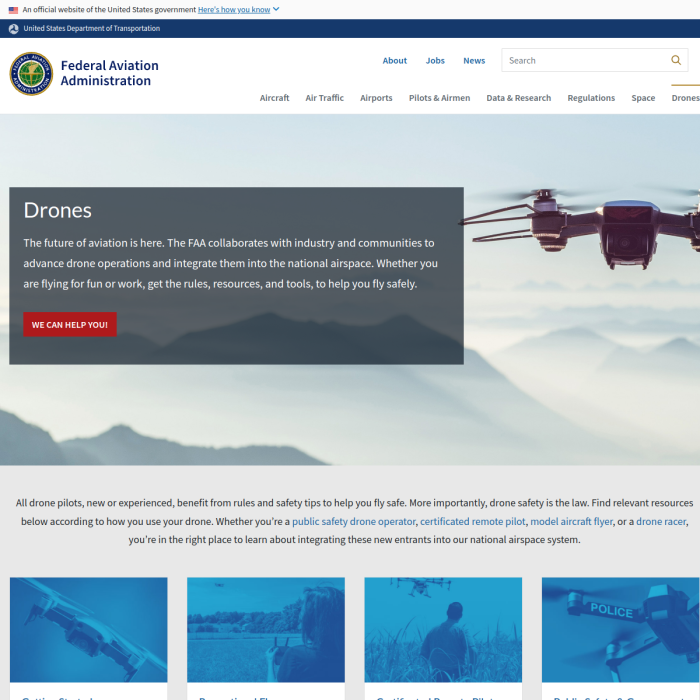 An official website of the United States government Here's how you know
United States Department of Transportation
Federal Aviation
Administration
About Jobs News Search
Aircraft Air Traffic Airports Pilots & Airmen Data & Research Regulations Space Drones
Drones
The future of aviation is here. The FAA collaborates with industry and communities to
advance drone operations and integrate them into the national airspace. Whether you
are flying for fun or work, get the rules, resources, and tools, to help you fly safely.
WE CAN HELP YOU!
All drone pilots, new or experienced, benefit from rules and safety tips to help you fly safe. More importantly, drone safety is the law. Find relevant resources
below according to how you use your drone. Whether you're a public safety drone operator, certificated remote pilot, model aircraft flyer, or a drone racer,
you're in the right place to learn about integrating these new entrants into our national airspace system.
POLICE